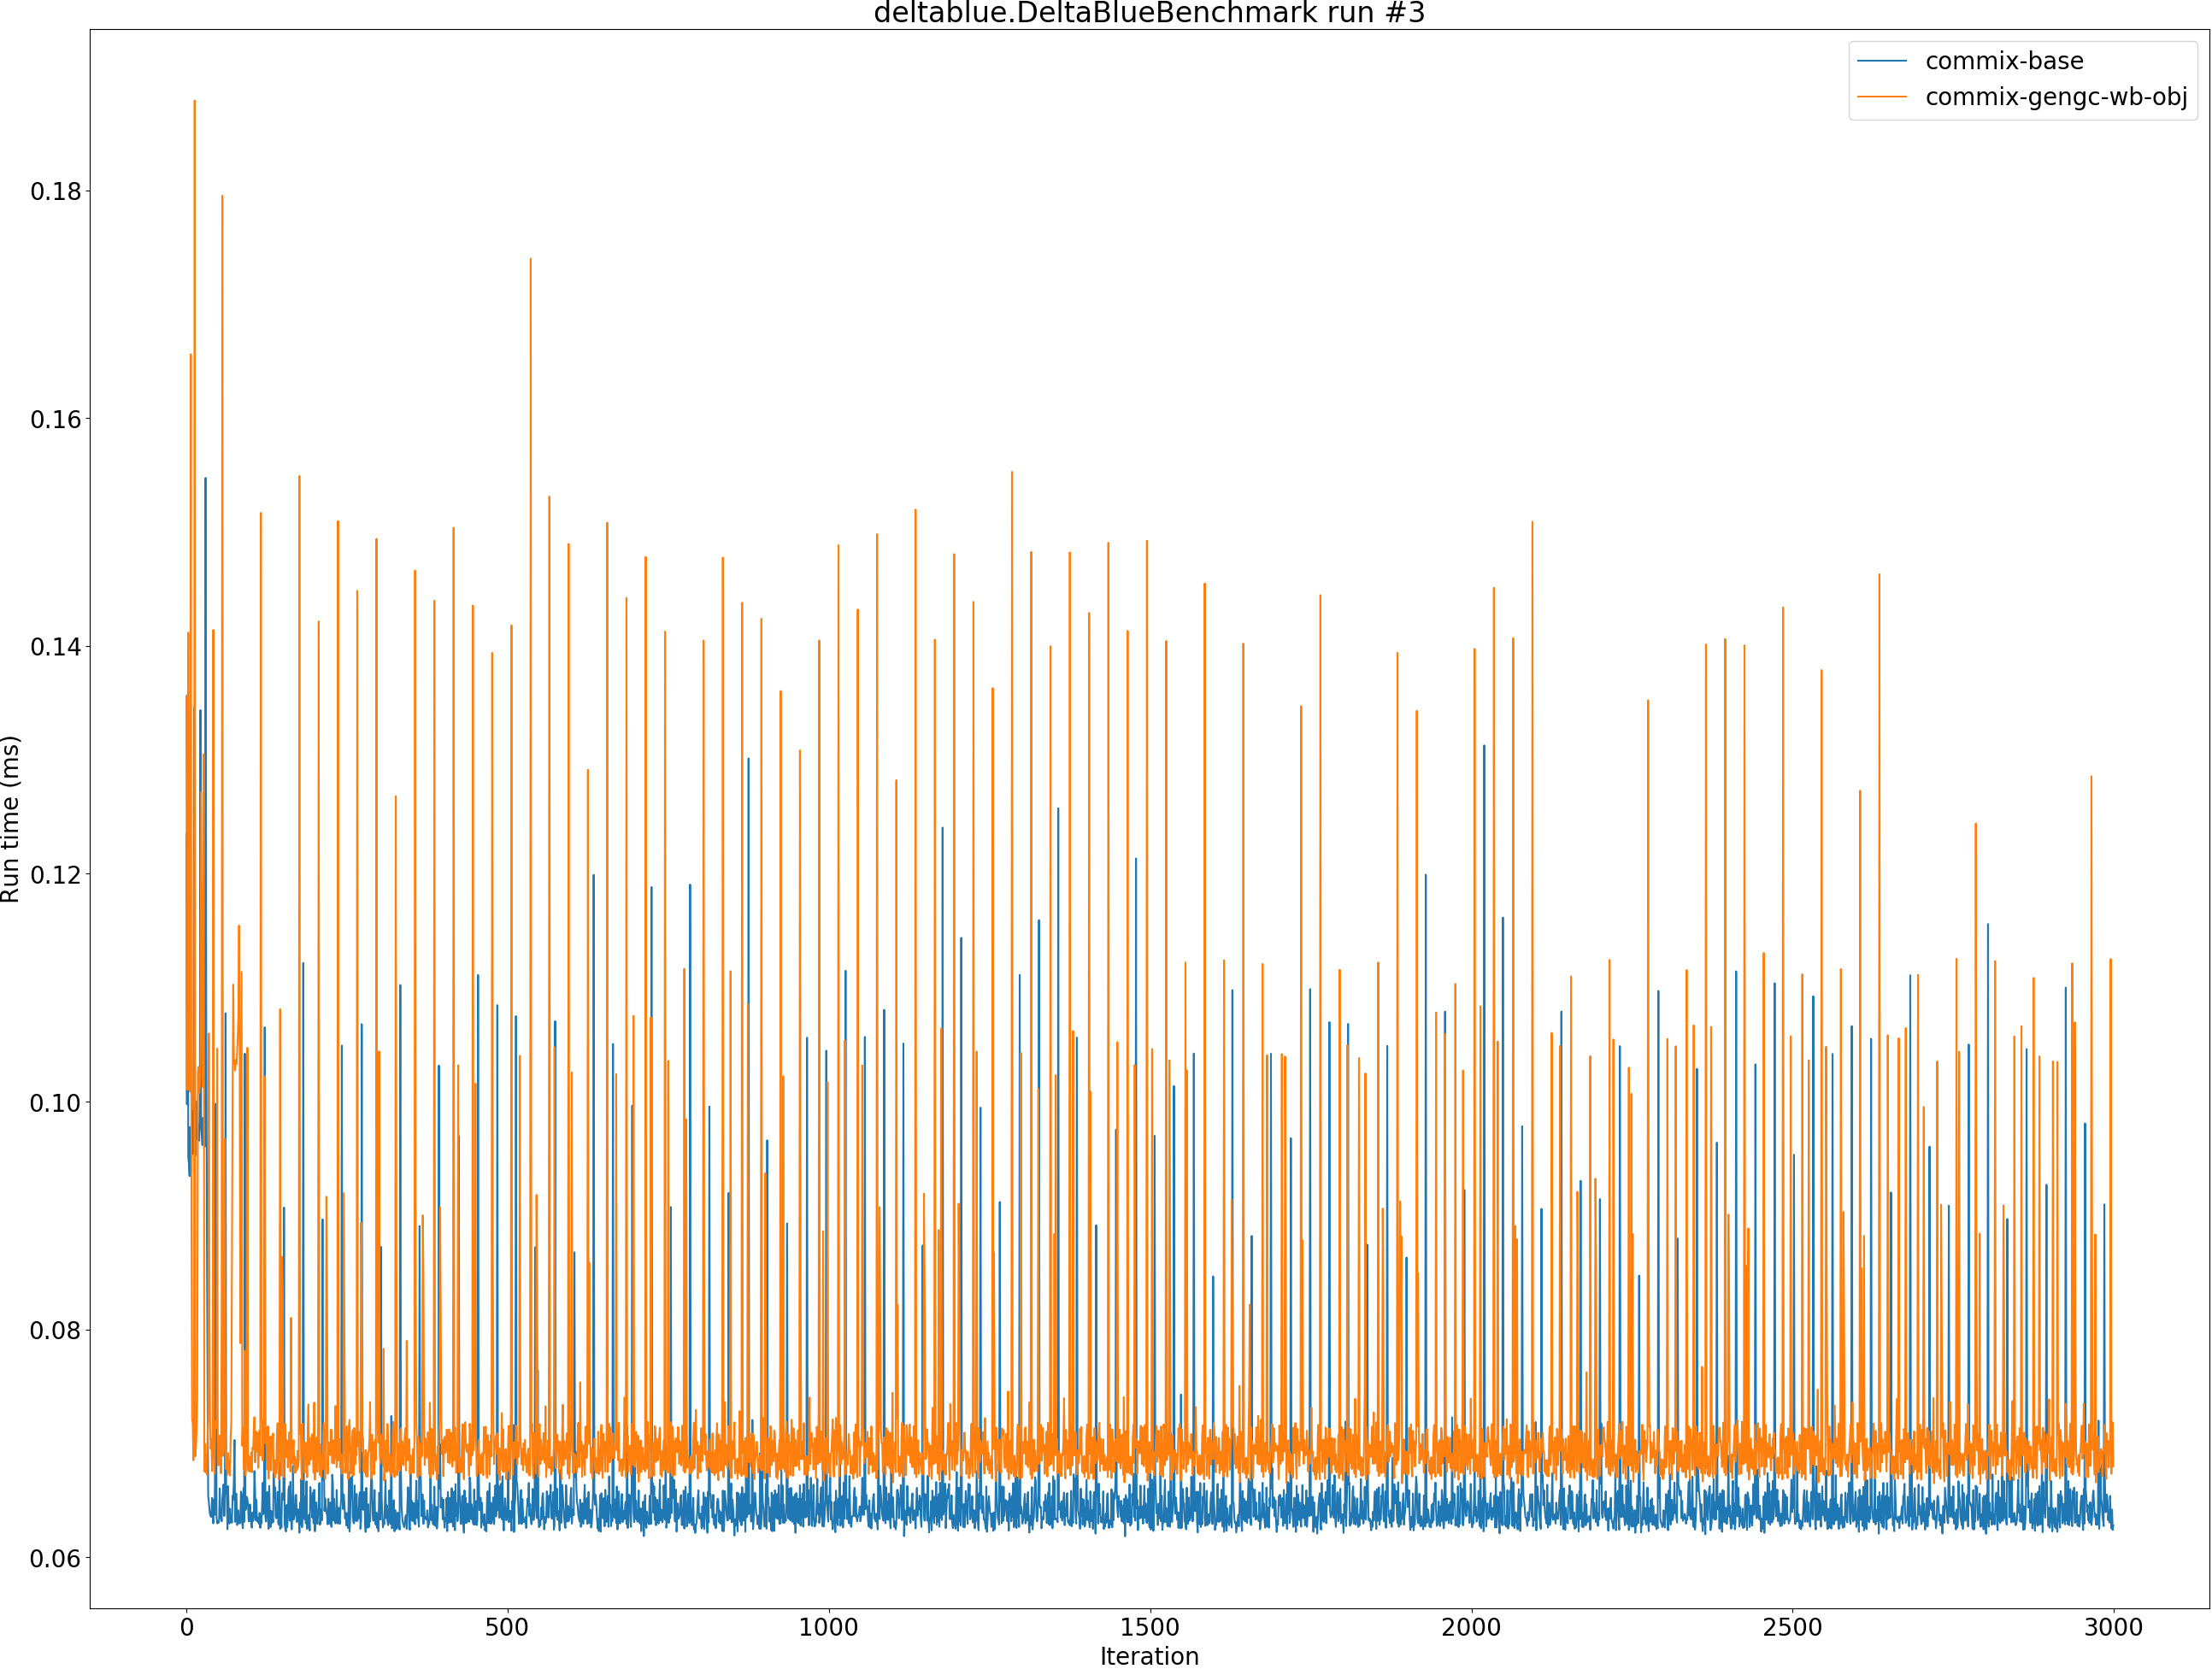 deltablue.DeltaBlueBenchmark run #3
commix-base
commix-gengc-wb-obj
Run time (ms)
0.18
0.16
0.14
0.12
0.10
0.08
0.06
0
500
1000
1500
2000
2500
3000
Iteration